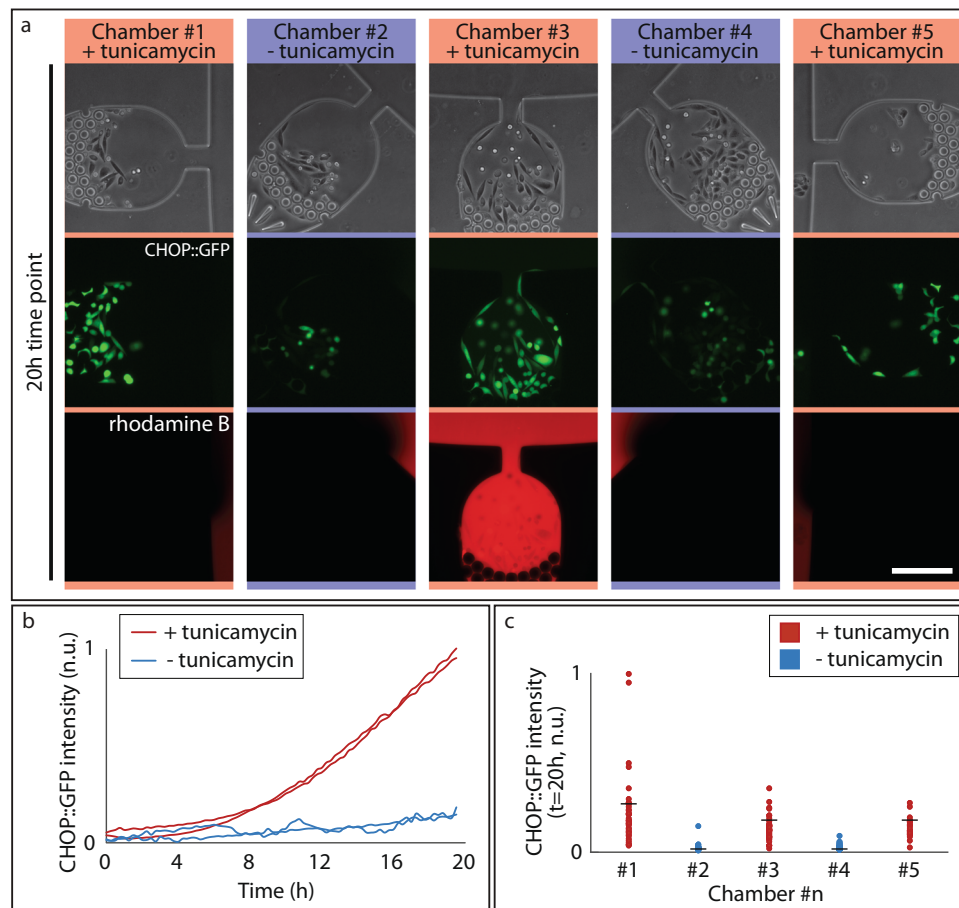 a
Chamber #1
+ tunicamycin
Chamber #2
- tunicamycin
Chamber #3
+ tunicamycin
Chamber #4
- tunicamycin
Chamber #5
+ tunicamycin
20h time point
CHOP::GFP
rhodamine B
b
+ tunicamycin
- tunicamycin
CHOP::GFP intensity (n.u.)
1
0
0 4 8 12 16 20
Time (h)
c
+ tunicamycin
- tunicamycin
CHOP::GFP intensity
(t=20h, n.u.)
1
0
#1 #2 #3 #4 #5
Chamber #n